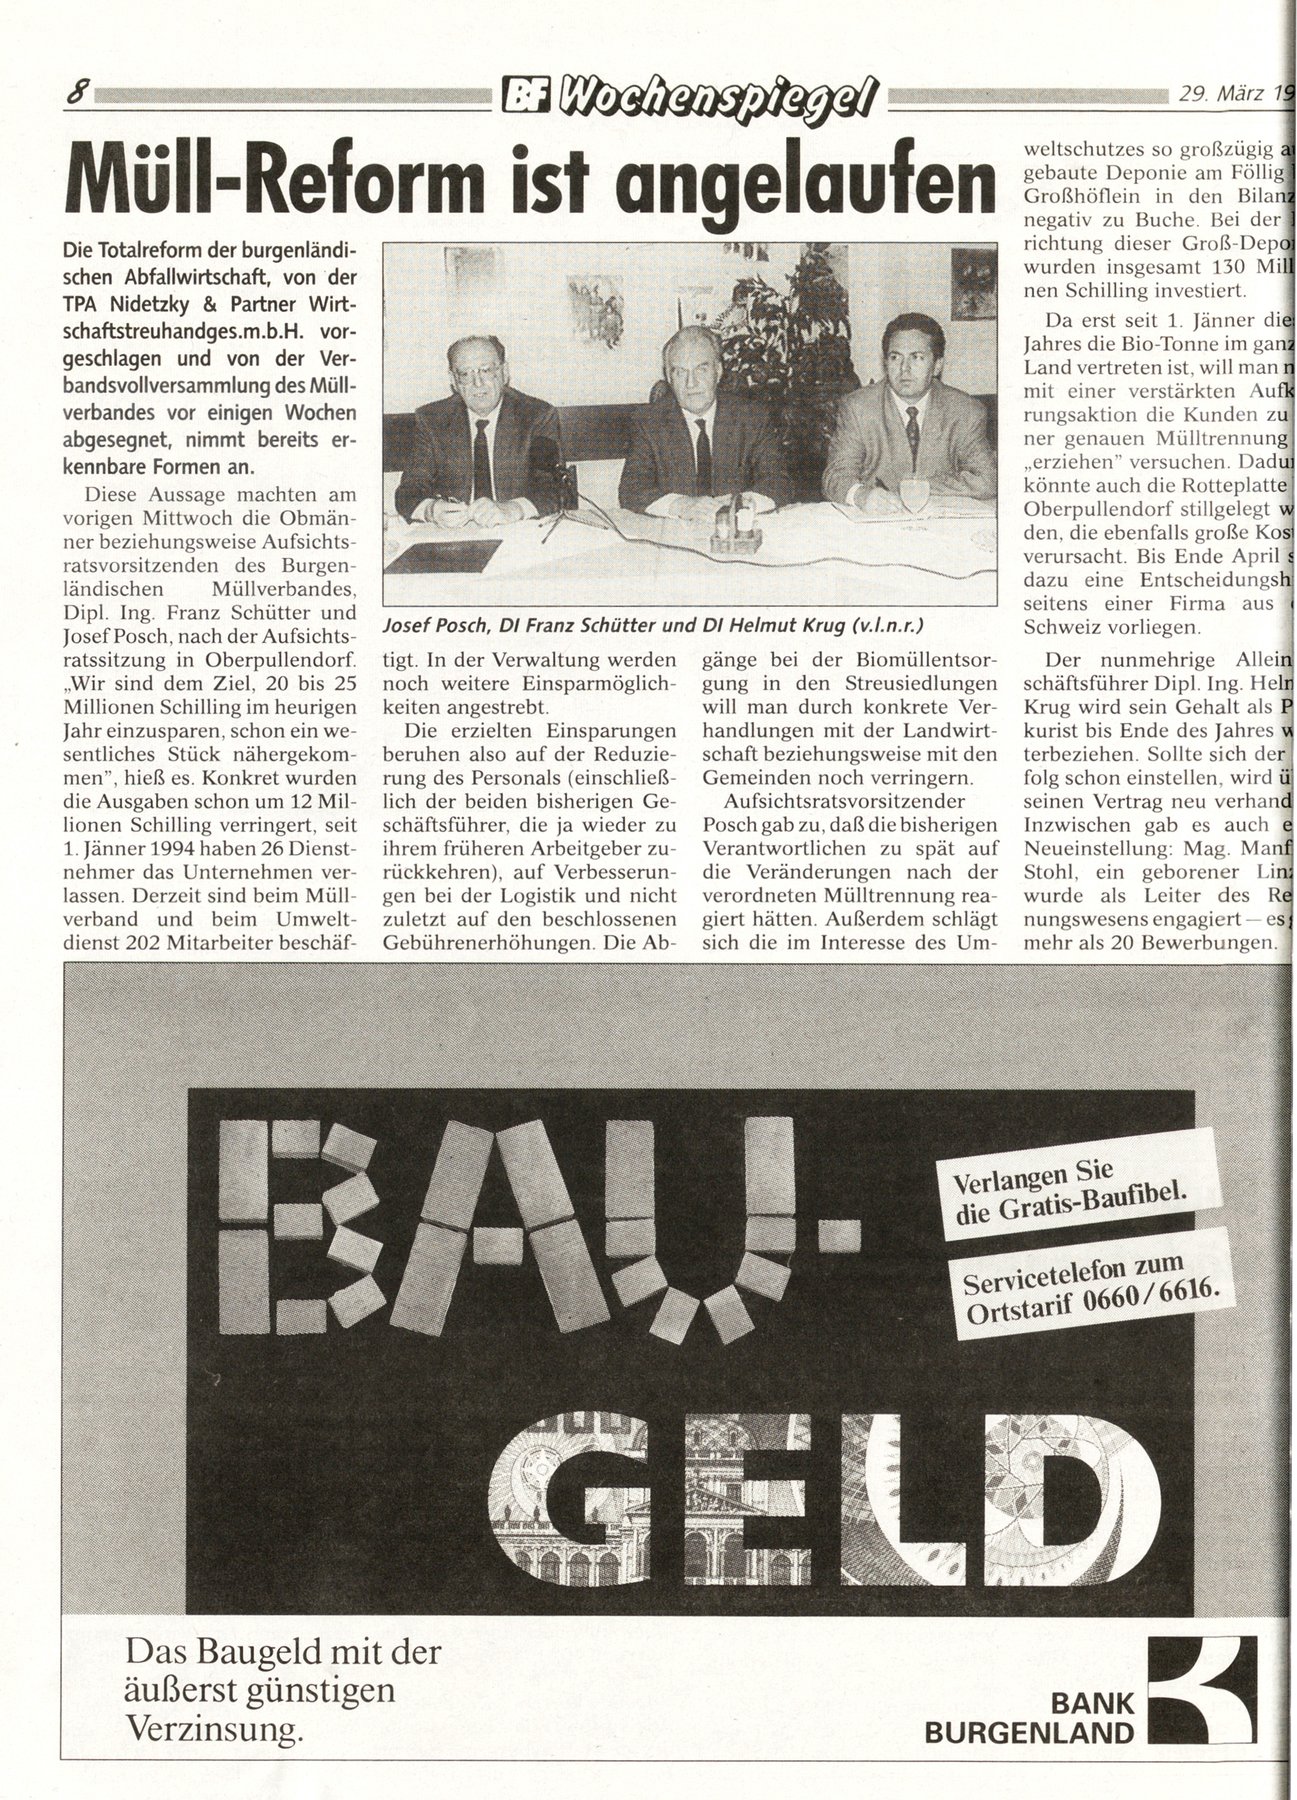 8
BF Wochenspiegel
29. März
Müll-Reform ist angelaufen
Die Totalreform der burgenländi-
schen Abfallwirtschaft, von der
TPA Nidetzky & Partner Wirt-
schaftstreuhandges.m.b.H. vor-
geschlagen und von der Ver-
bandsvollversammlung des Müll-
verbandes vor einigen Wochen
abgesegnet, nimmt bereits er-
kennbare Formen an.
Diese Aussage machten am
vorigen Mittwoch die Obmän-
ner beziehungsweise Aufsichts-
ratsvorsitzenden des Burgen-
ländischen Müllverbandes,
Dipl. Ing. Franz Schütter und
Josef Posch, nach der Aufsichts-
ratssitzung in Oberpullendorf.
„Wir sind dem Ziel, 20 bis 25
Millionen Schilling im heurigen
Jahr einzusparen, schon ein we-
sentliches Stück nähergekom-
men”, hieß es. Konkret wurden
die Ausgaben schon um 12 Mil-
lionen Schilling verringert, seit
1. Jänner 1994 haben 26 Dienst-
nehmer das Unternehmen ver-
lassen. Derzeit sind beim Müll-
verband und beim Umwelt-
dienst 202 Mitarbeiter beschäf-
Josef Posch, DI Franz Schütter und DI Helmut Krug (v.l.n.r.)
tigt. In der Verwaltung werden
noch weitere Einsparmöglich-
keiten angestrebt.
Die erzielten Einsparungen
beruhen also auf der Reduzie-
rung des Personals (einschließ-
lich der beiden bisherigen Ge-
schäftsführer, die ja wieder zu
ihrem früheren Arbeitgeber zu-
rückkehren), auf Verbesserun-
gen bei der Logistik und nicht
zuletzt auf den beschlossenen
Gebührenerhöhungen. Die Ab-
gänge bei der Biomüllentsor-
gung in den Streusiedlungen
will man durch konkrete Ver-
handlungen mit der Landwirt-
schaft beziehungsweise mit den
Gemeinden noch verringern.
Aufsichtsratsvorsitzender
Posch gab zu, daß die bisherigen
Verantwortlichen zu spät auf
die Veränderungen nach der
verordneten Mülltrennung rea-
giert hätten. Außerdem schlägt
sich die im Interesse des Um-
weltschutzes so großzügig
gebaute Deponie am Föllig
Großhöflein in den
negativ zu Buche. Bei der
richtung dieser
wurden insgesamt 130
nen Schilling investiert.
Da erst seit 1. Jänner
Jahres die Bio-Tonne im
Land vertreten ist, will man
mit einer verstärkten
rungsaktion die Kunden zu
ner genauen Mülltrennung
„erziehen” versuchen.
könnte auch die Rotteplatte
Oberpullendorf stillgelegt
den, die ebenfalls große
verursacht. Bis Ende April
dazu eine
seitens einer Firma aus
Schweiz vorliegen.
Der nunmehrige
schäftsführer Dipl. Ing.
Krug wird sein Gehalt als
kurist bis Ende des Jahres
terbeziehen. Sollte sich der
folg schon einstellen, wird
seinen Vertrag neu
Inzwischen gab es auch
Neueinstellung: Mag.
Stohl, ein geborener
wurde als Leiter des
nungswesens engagiert – es
mehr als 20 Bewerbungen.
BAU-
Verlangen Sie
die Gratis-Baufibel.
Servicetelefon zum
Ortstarif 0660/6616.
GELD
Das Baugeld mit der
äußerst günstigen
Verzinsung.
BANK
BURGENLAND